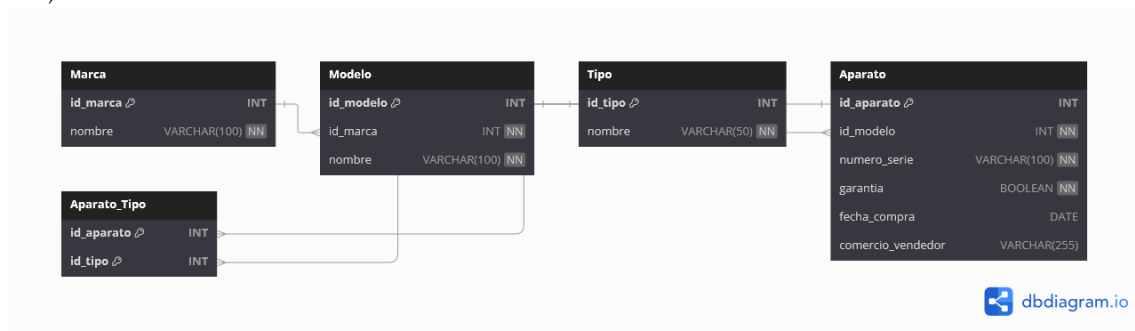 Marca
id_marca INT
nombre VARCHAR(100) NN
Modelo
id_modelo INT
id_marca INT NN
nombre VARCHAR(100) NN
Tipo
id_tipo INT
nombre VARCHAR(50) NN
Aparato
id_aparato INT
id_modelo INT NN
numero_serie VARCHAR(100) NN
garantia BOOLEAN NN
fecha_compra DATE
comercio_vendedor VARCHAR(255)
Aparato_Tipo
id_aparato INT
id_tipo INT
dbdiagram.io